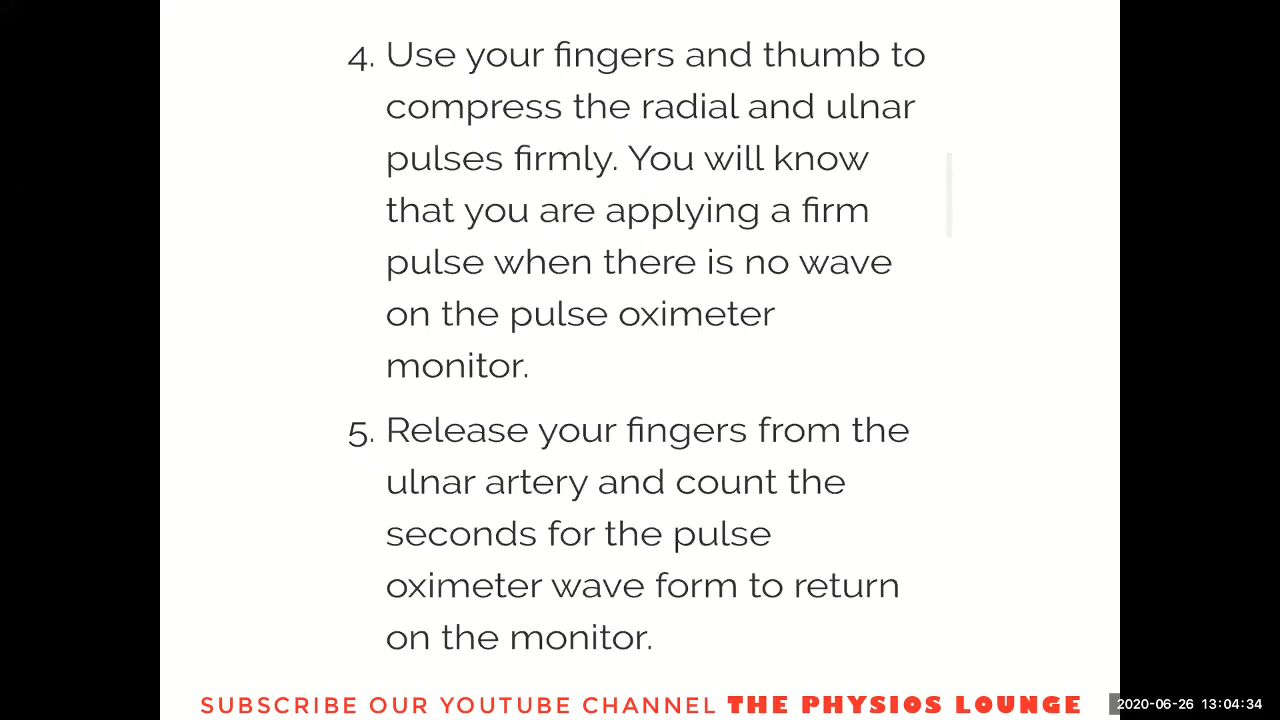 4. Use your fingers and thumb to
compress the radial and ulnar
pulses firmly. You will know
that you are applying a firm
pulse when there is no wave
on the pulse oximeter
monitor.
5. Release your fingers from the
ulnar artery and count the
seconds for the pulse
oximeter wave form to return
on the monitor.
SUBSCRIBE OUR YOUTUBE CHANNEL THE PHYSIOS LOUNGE
2020-06-26 13:04:34